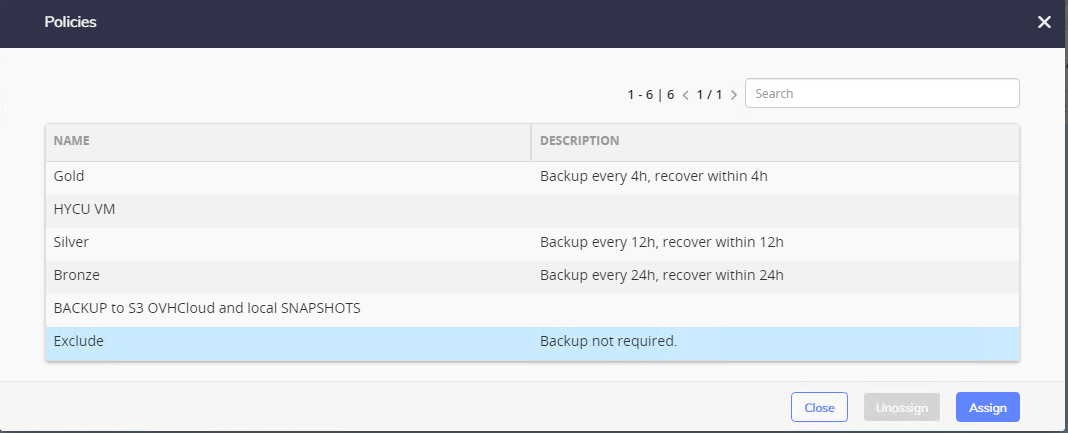 Policies
1 - 6 | 6 < 1 / 1 > Search
NAME DESCRIPTION
Gold Backup every 4h, recover within 4h
HYCU VM
Silver Backup every 12h, recover within 12h
Bronze Backup every 24h, recover within 24h
BACKUP to S3 OVHCloud and local SNAPSHOTS
Exclude Backup not required.
Close Unassign Assign